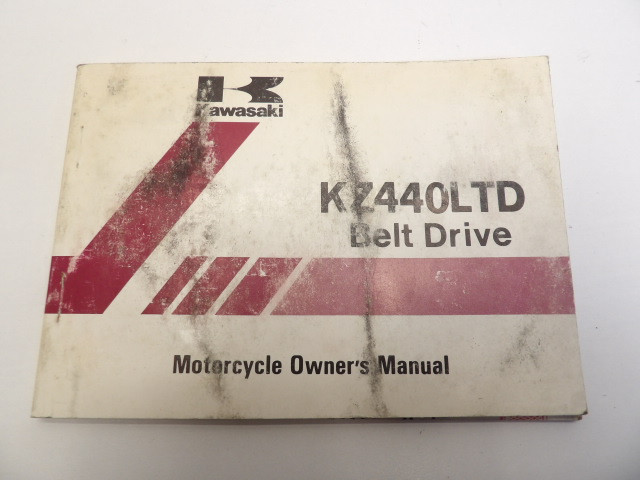 Kawasaki
KZ440LTD
Belt Drive
Motorcycle Owner's Manual